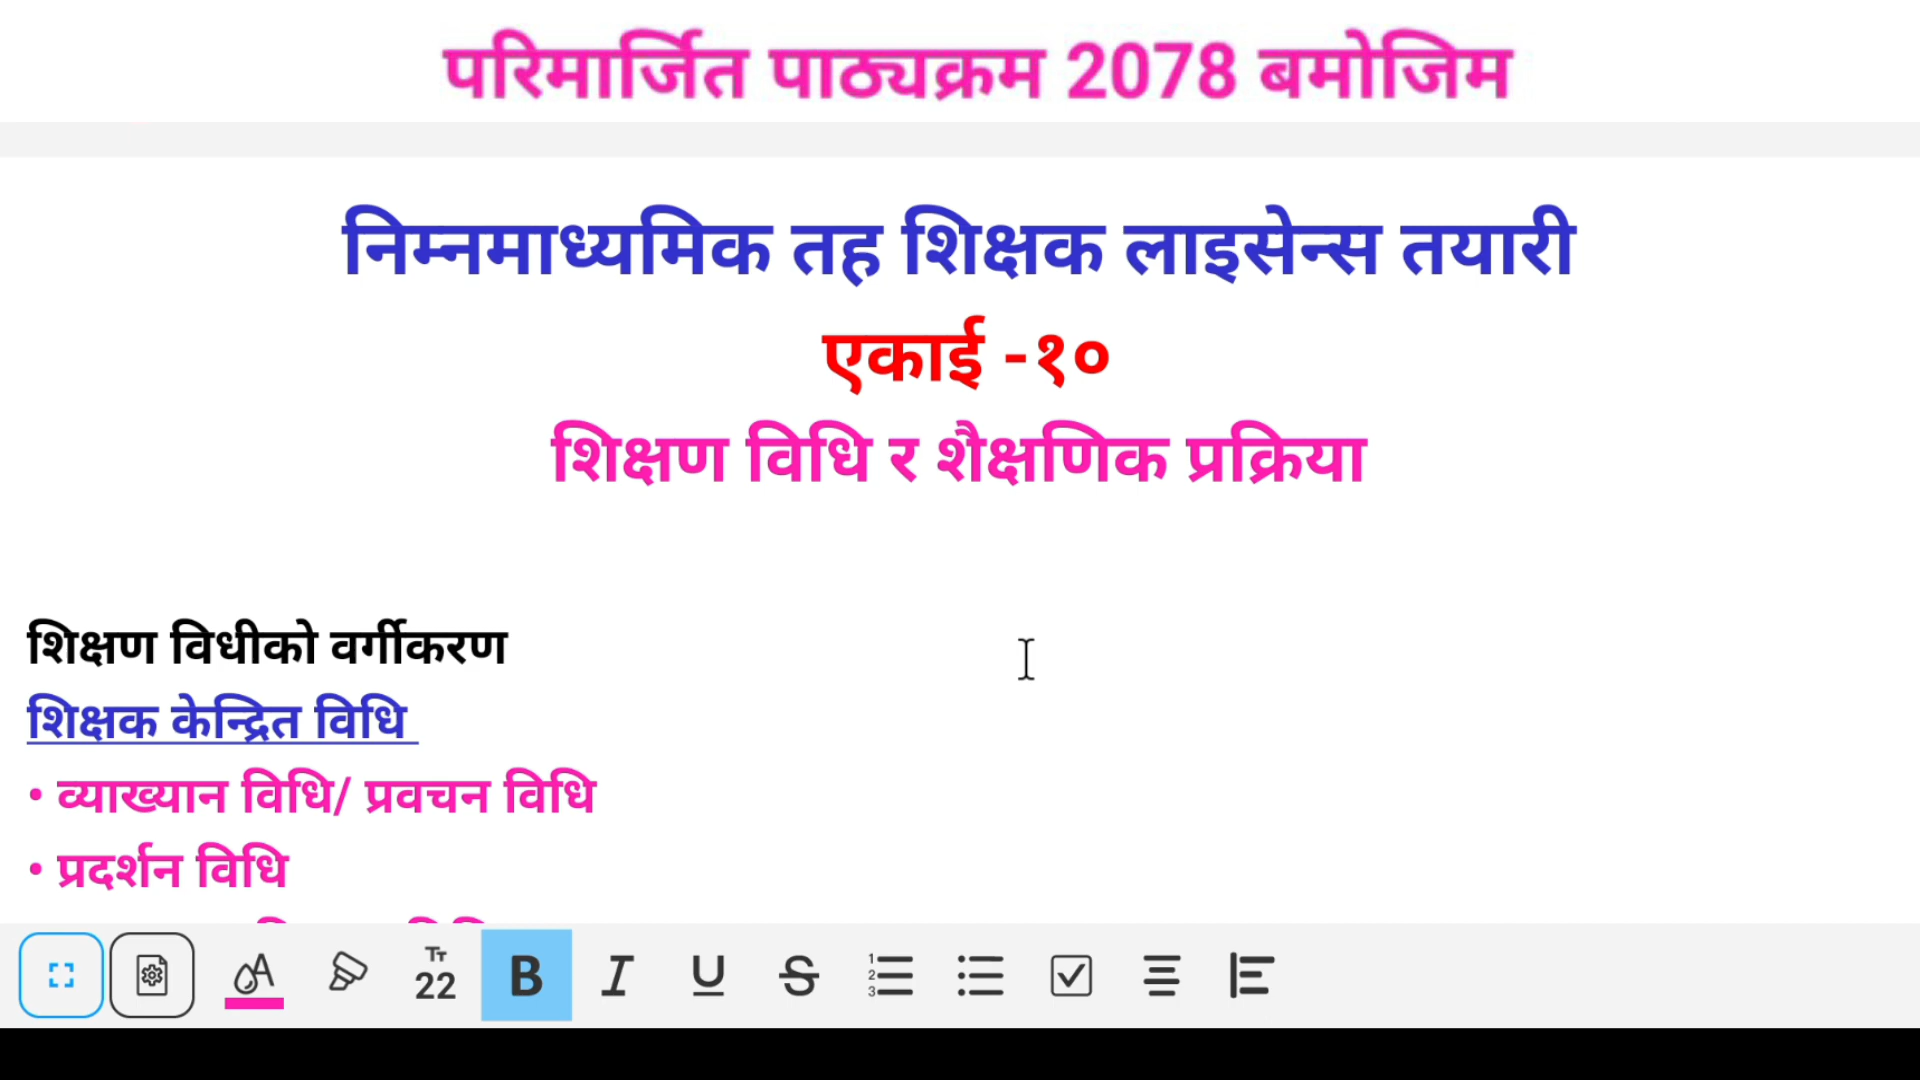 परिमार्जित पाठ्यक्रम 2078 बमोजिम
निम्नमाध्यमिक तह शिक्षक लाइसेन्स तयारी
एकाई -१०
शिक्षण विधि र शैक्षणिक प्रक्रिया
शिक्षण विधीको वर्गीकरण
शिक्षक केन्द्रित विधि
• व्याख्यान विधि/ प्रवचन विधि
• प्रदर्शन विधि
Tт
22 B I U S